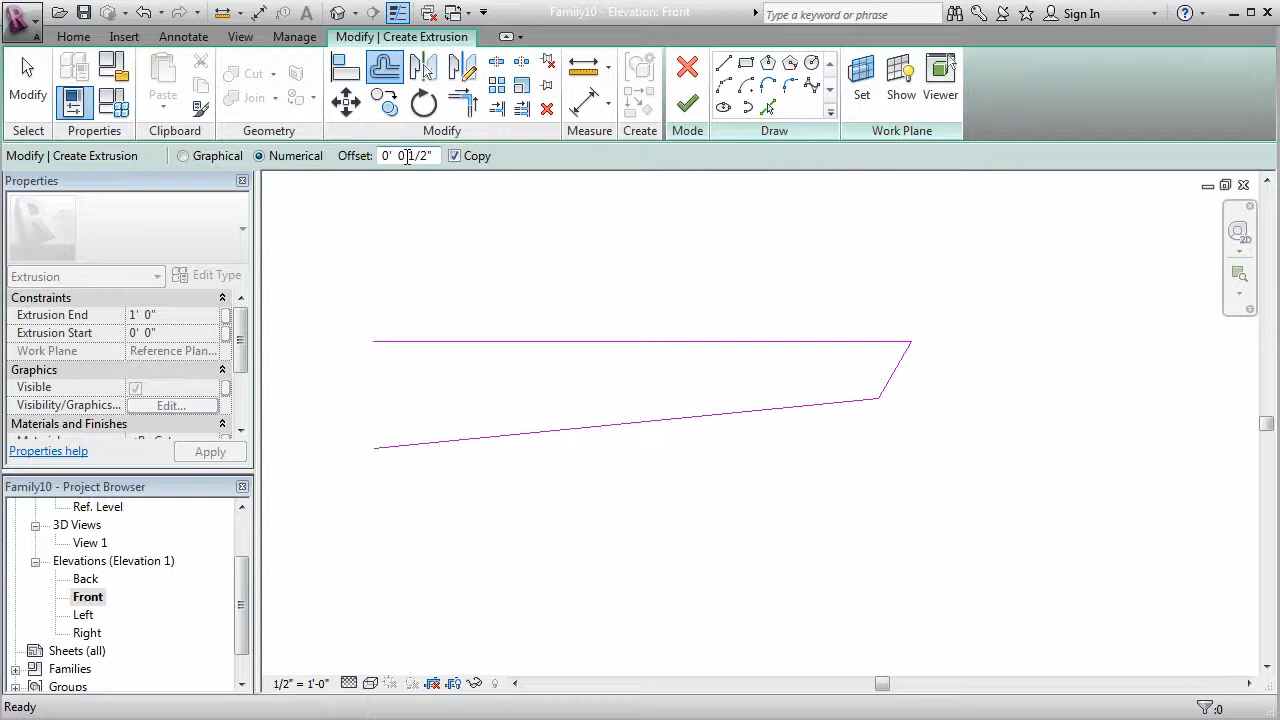 Family10 - Elevation: Front
Type a keyword or phrase
Sign In
Home Insert Annotate View Manage Modify | Create Extrusion
Modify
Paste
Cut
Join
Set Show Viewer
Select Properties Clipboard Geometry Modify Measure Create Mode Draw Work Plane
Modify | Create Extrusion Graphical Numerical Offset: 0' 0 1/2" Copy
Properties
Extrusion
Edit Type
Constraints
Extrusion End 1' 0"
Extrusion Start 0' 0"
Work Plane Reference Plan...
Graphics
Visible
Visibility/Graphics... Edit...
Materials and Finishes
Properties help Apply
Family10 - Project Browser
Ref. Level
3D Views
View 1
Elevations (Elevation 1)
Back
Front
Left
Right
Sheets (all)
Families
Groups
1/2" = 1'-0"
Ready
:0
2D